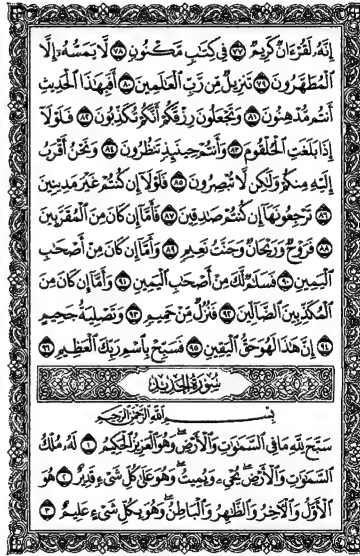 إِنَّهُۥ لَقُرْءَانٌ كَرِيمٌ ٧٧ فِى كِتَٰبٍ مَّكْنُونٍ ٧٨ لَّا يَمَسُّهُۥٓ إِلَّا
ٱلْمُطَهَّرُونَ ٧٩ تَنزِيلٌ مِّن رَّبِّ ٱلْعَٰلَمِينَ ٨٠ أَفَبِهَٰذَا ٱلْحَدِيثِ
أَنتُم مُّدْهِنُونَ ٨١ وَتَجْعَلُونَ رِزْقَكُمْ أَنَّكُمْ تُكَذِّبُونَ ٨٢ فَلَوْلَآ
إِذَا بَلَغَتِ ٱلْحُلْقُومَ ٨٣ وَأَنتُمْ حِينَئِذٍ تَنظُرُونَ ٨٤ وَنَحْنُ أَقْرَبُ
إِلَيْهِ مِنكُمْ وَلَٰكِن لَّا تُبْصِرُونَ ٨٥ فَلَوْلَآ إِن كُنتُمْ غَيْرَ مَدِينِينَ
٨٦ تَرْجِعُونَهَآ إِن كُنتُمْ صَٰدِقِينَ ٨٧ فَأَمَّآ إِن كَانَ مِنَ ٱلْمُقَرَّبِينَ
٨٨ فَرَوْحٌ وَرَيْحَانٌ وَجَنَّتُ نَعِيمٍ ٨٩ وَأَمَّآ إِن كَانَ مِنْ أَصْحَٰبِ
ٱلْيَمِينِ ٩٠ فَسَلَٰمٌ لَّكَ مِنْ أَصْحَٰبِ ٱلْيَمِينِ ٩١ وَأَمَّآ إِن كَانَ مِنَ
ٱلْمُكَذِّبِينَ ٱلضَّآلِّينَ ٩٢ فَنُزُلٌ مِّنْ حَمِيمٍ ٩٣ وَتَصْلِيَةُ جَحِيمٍ
٩٤ إِنَّ هَٰذَا لَهُوَ حَقُّ ٱلْيَقِينِ ٩٥ فَسَبِّحْ بِٱسْمِ رَبِّكَ ٱلْعَظِيمِ ٩٦
سُورَةُ الحَدِيد
بِسْمِ ٱللَّهِ ٱلرَّحْمَٰنِ ٱلرَّحِيمِ
سَبَّحَ لِلَّهِ مَا فِى ٱلسَّمَٰوَٰتِ وَٱلْأَرْضِ ۖ وَهُوَ ٱلْعَزِيزُ ٱلْحَكِيمُ ١ لَهُۥ مُلْكُ
ٱلسَّمَٰوَٰتِ وَٱلْأَرْضِ ۖ يُحْىِۦ وَيُمِيتُ ۖ وَهُوَ عَلَىٰ كُلِّ شَىْءٍ قَدِيرٌ ٢ هُوَ
ٱلْأَوَّلُ وَٱلْءَاخِرُ وَٱلظَّٰهِرُ وَٱلْبَاطِنُ ۖ وَهُوَ بِكُلِّ شَىْءٍ عَلِيمٌ ٣